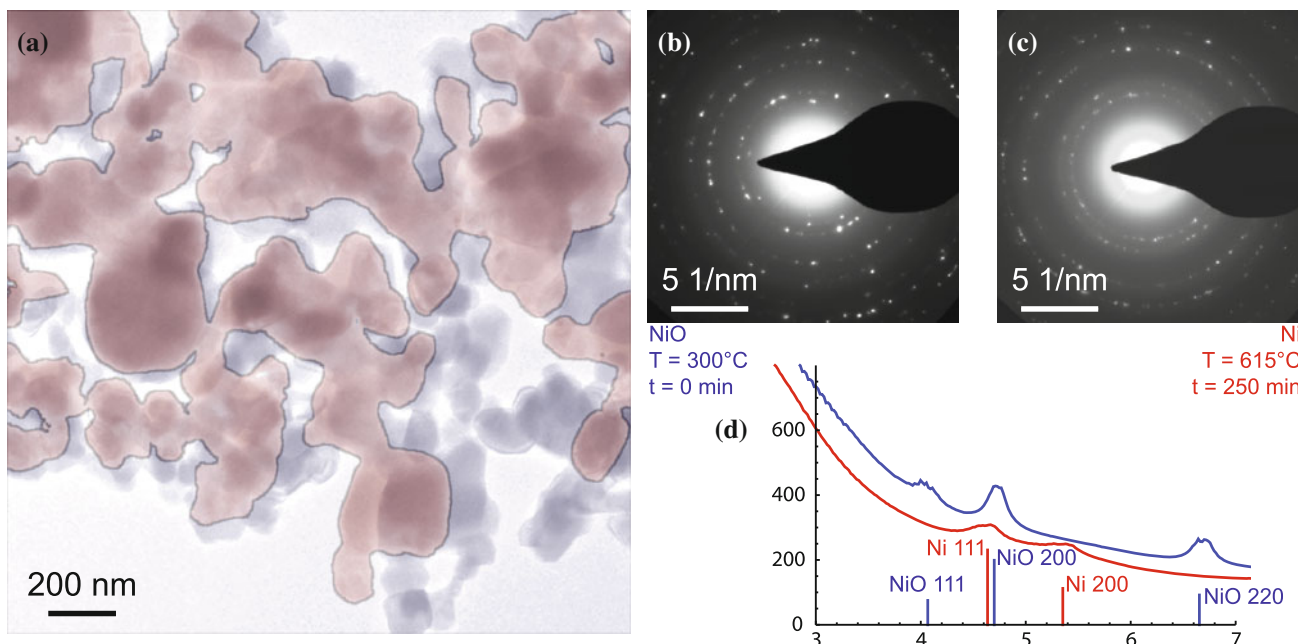 (a)
200 nm
(b)
5 1/nm
(c)
5 1/nm
NiO
T = 300°C
t = 0 min
Ni
T = 615°C
t = 250 min
(d)
600
400
200
0
Ni 111
NiO 200
NiO 111
Ni 200
NiO 220
3 4 5 6 7